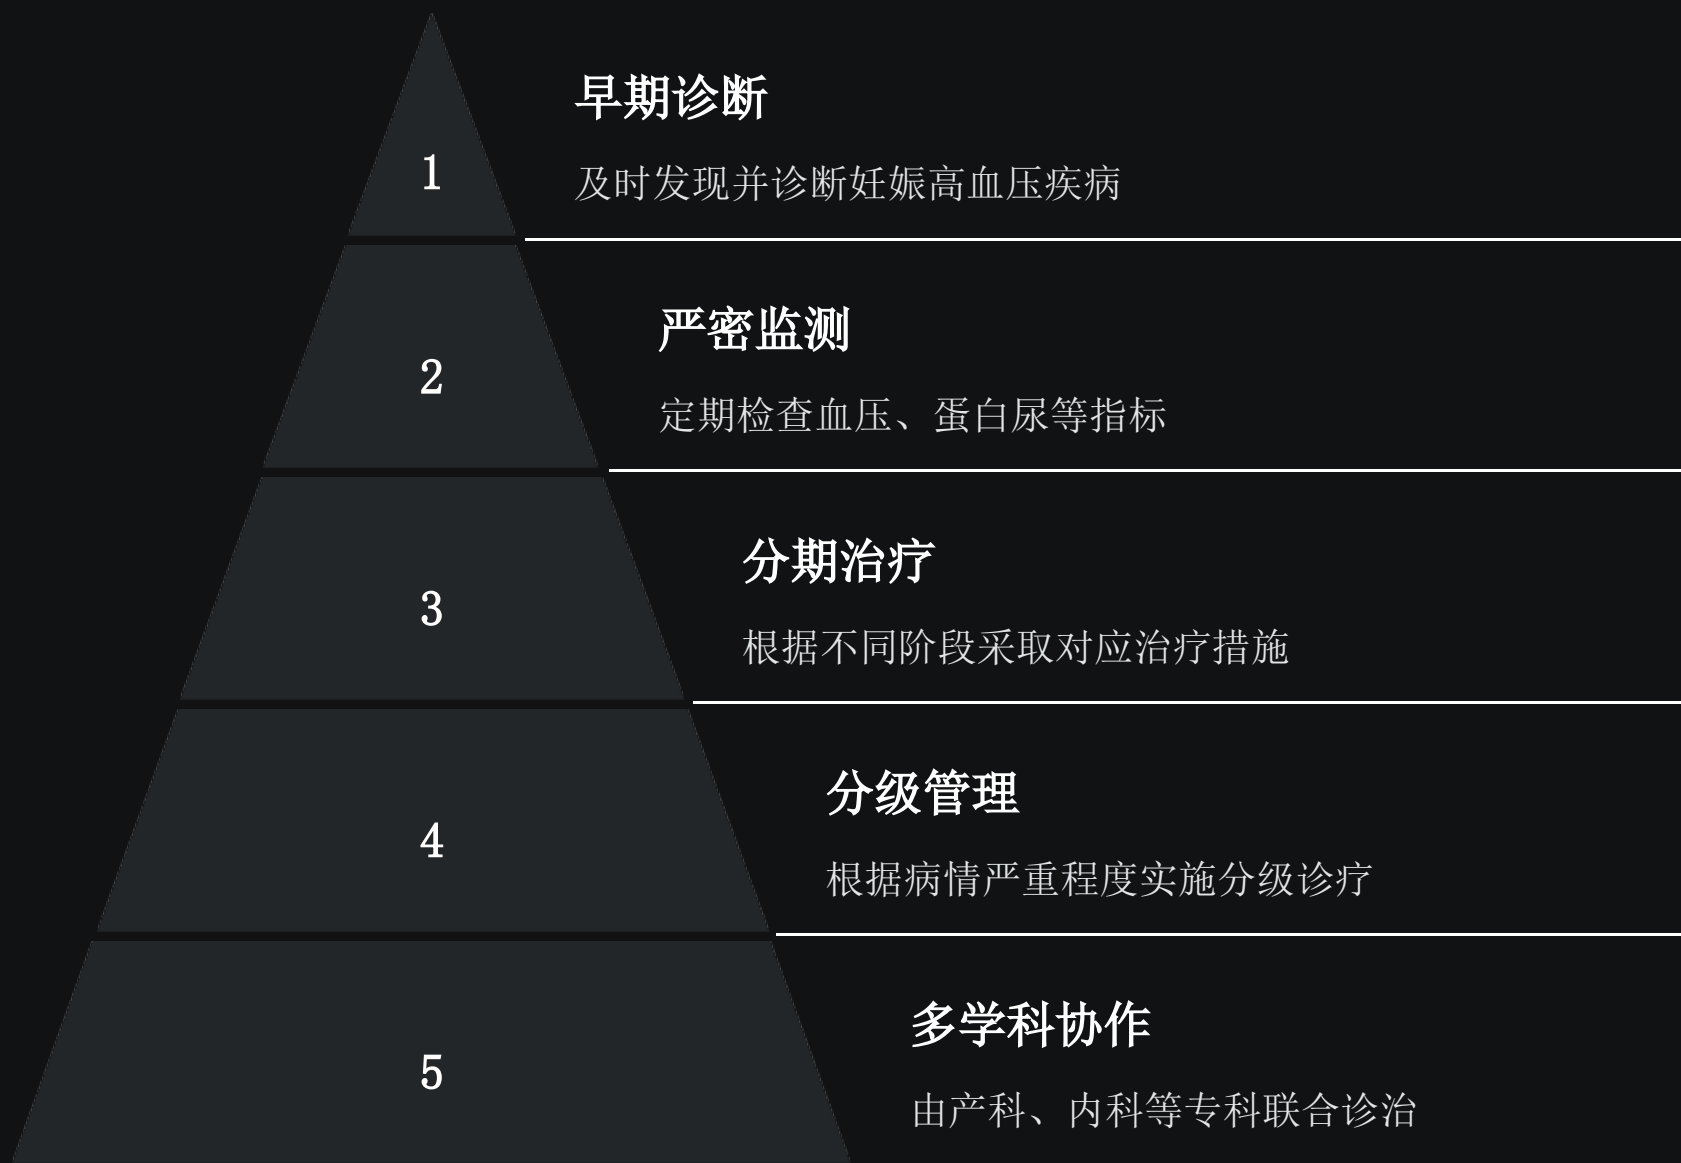 早期诊断
1
及时发现并诊断妊娠高血压疾病
严密监测
2
定期检查血压、蛋白尿等指标
分期治疗
3
根据不同阶段采取对应治疗措施
分级管理
4
根据病情严重程度实施分级诊疗
多学科协作
5
由产科、内科等专科联合诊治